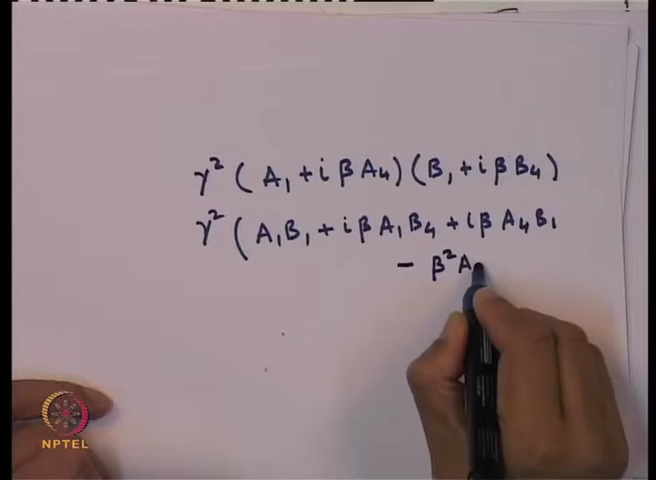 γ² (A₁ + iβA₄)(B₁ + iβB₄)
γ² (A₁B₁ + iβA₁B₄ + iβA₄B₁
− β²A
NPTEL